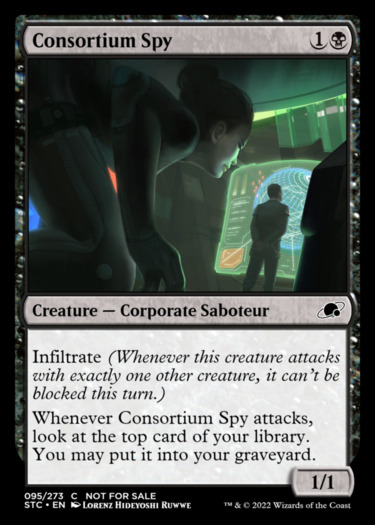 Consortium Spy 1
Creature — Corporate Saboteur
Infiltrate (Whenever this creature attacks
with exactly one other creature, it can't be
blocked this turn.)
Whenever Consortium Spy attacks,
look at the top card of your library.
You may put it into your graveyard.
1/1
095/273 C NOT FOR SALE
STC • EN Lorenz Hideyoshi Ruwwe
™ & © 2022 Wizards of the Coast